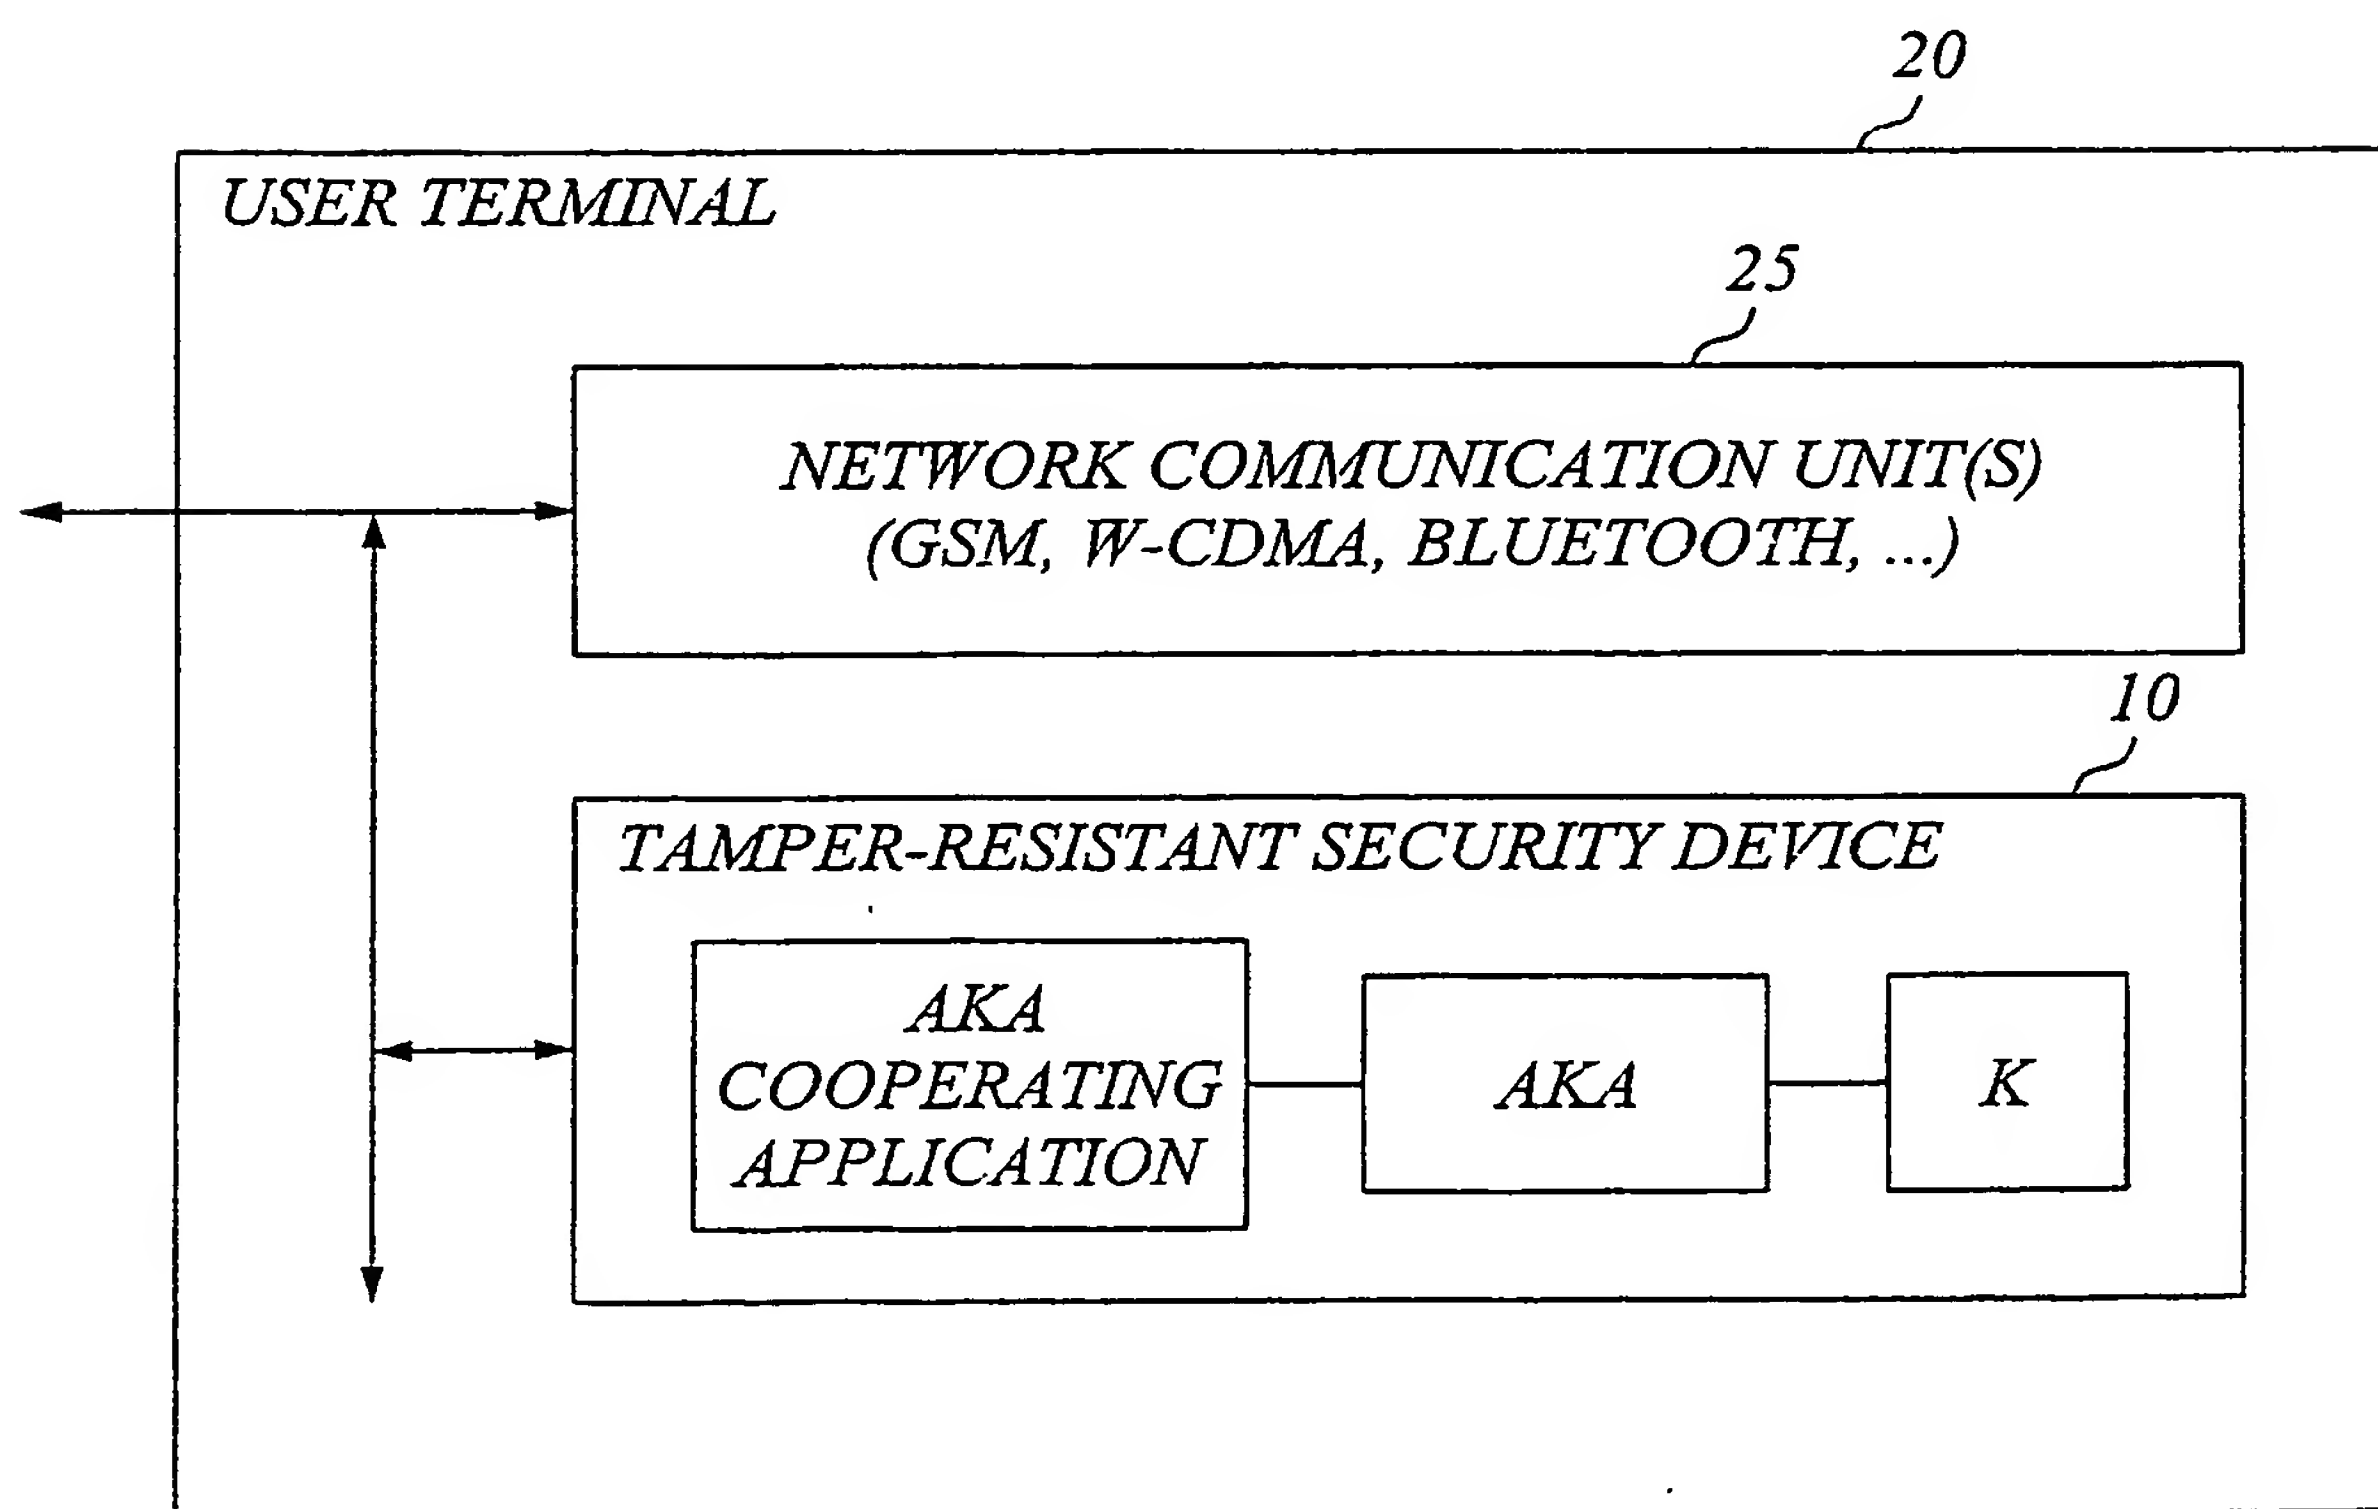 20
USER TERMINAL
25
NETWORK COMMUNICATION UNIT(S)
(GSM, W-CDMA, BLUETOOTH, ...)
10
TAMPER-RESISTANT SECURITY DEVICE
AKA
COOPERATING
APPLICATION
AKA
K